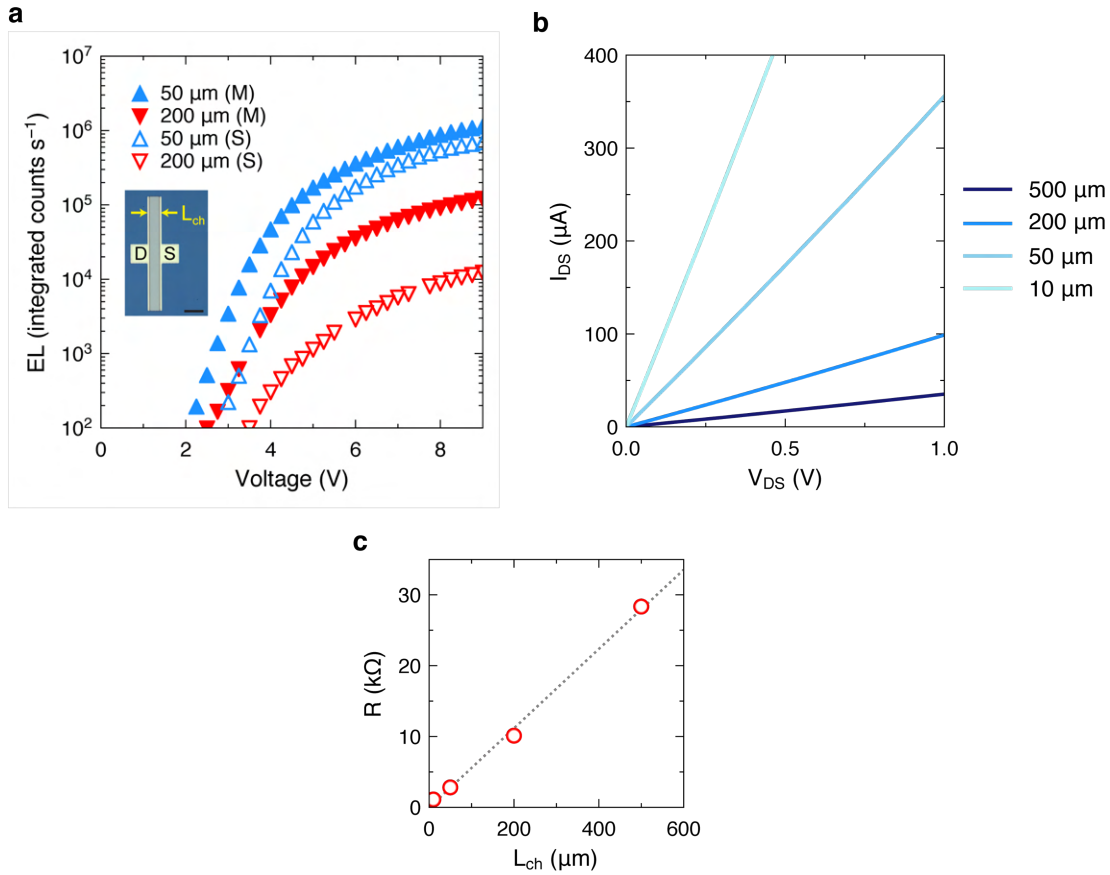 a
EL (integrated counts s⁻¹)
10⁷
10⁶
10⁵
10⁴
10³
10²
50 µm (M)
200 µm (M)
50 µm (S)
200 µm (S)
L_ch
D S
0 2 4 6 8
Voltage (V)
b
I_DS (µA)
400
300
200
100
0
0.0 0.5 1.0
V_DS (V)
500 µm
200 µm
50 µm
10 µm
c
R (kΩ)
30
20
10
0
0 200 400 600
L_ch (µm)